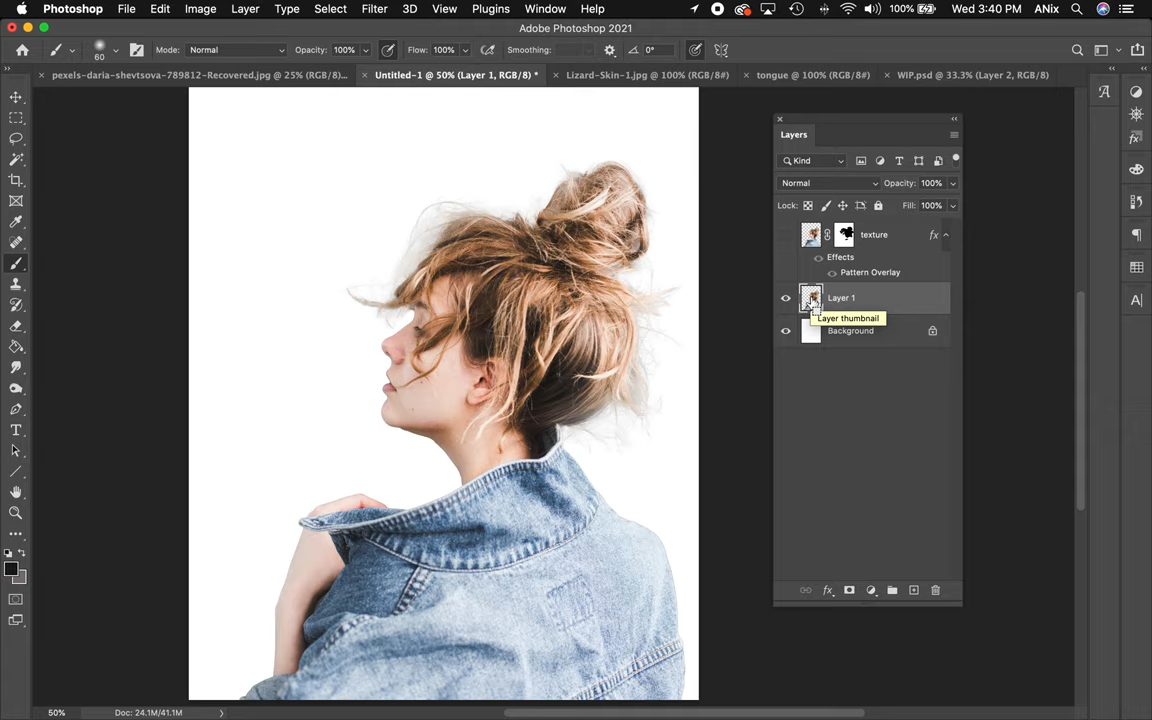 Photoshop File Edit Image Layer Type Select Filter 3D View Plugins Window Help 100% Wed 3:40 PM ANix
Adobe Photoshop 2021
60 Mode: Normal Opacity: 100% Flow: 100% Smoothing: 0°
pexels-daria-shevtsova-789812-Recovered.jpg @ 25% (RGB/8)... Untitled-1 @ 50% (Layer 1, RGB/8) * Lizard-Skin-1.jpg @ 100% (RGB/8#) tongue @ 100% (RGB/8#) WIP.psd @ 33.3% (Layer 2, RGB/8)
Layers
Kind
Normal Opacity: 100%
Lock: Fill: 100%
texture fx
Effects
Pattern Overlay
Layer 1
Layer thumbnail
Background
fx
50% Doc: 24.1M/41.1M